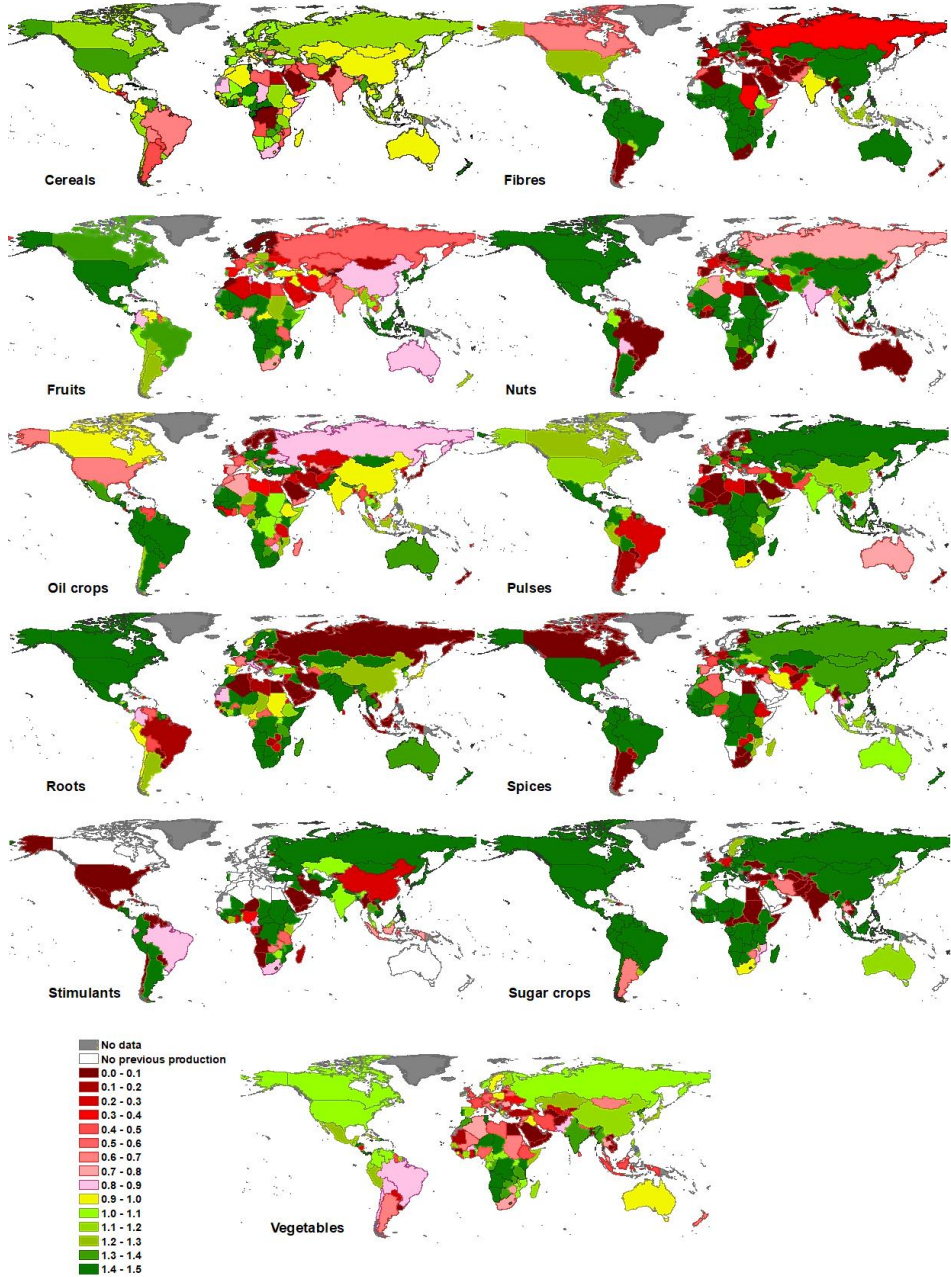 Cereals
Fibres
Fruits
Nuts
Oil crops
Pulses
Roots
Spices
Stimulants
Sugar crops
No data
No previous production
0.0 - 0.1
0.1 - 0.2
0.2 - 0.3
0.3 - 0.4
0.4 - 0.5
0.5 - 0.6
0.6 - 0.7
0.7 - 0.8
0.8 - 0.9
0.9 - 1.0
1.0 - 1.1
1.1 - 1.2
1.2 - 1.3
1.3 - 1.4
1.4 - 1.5
Vegetables